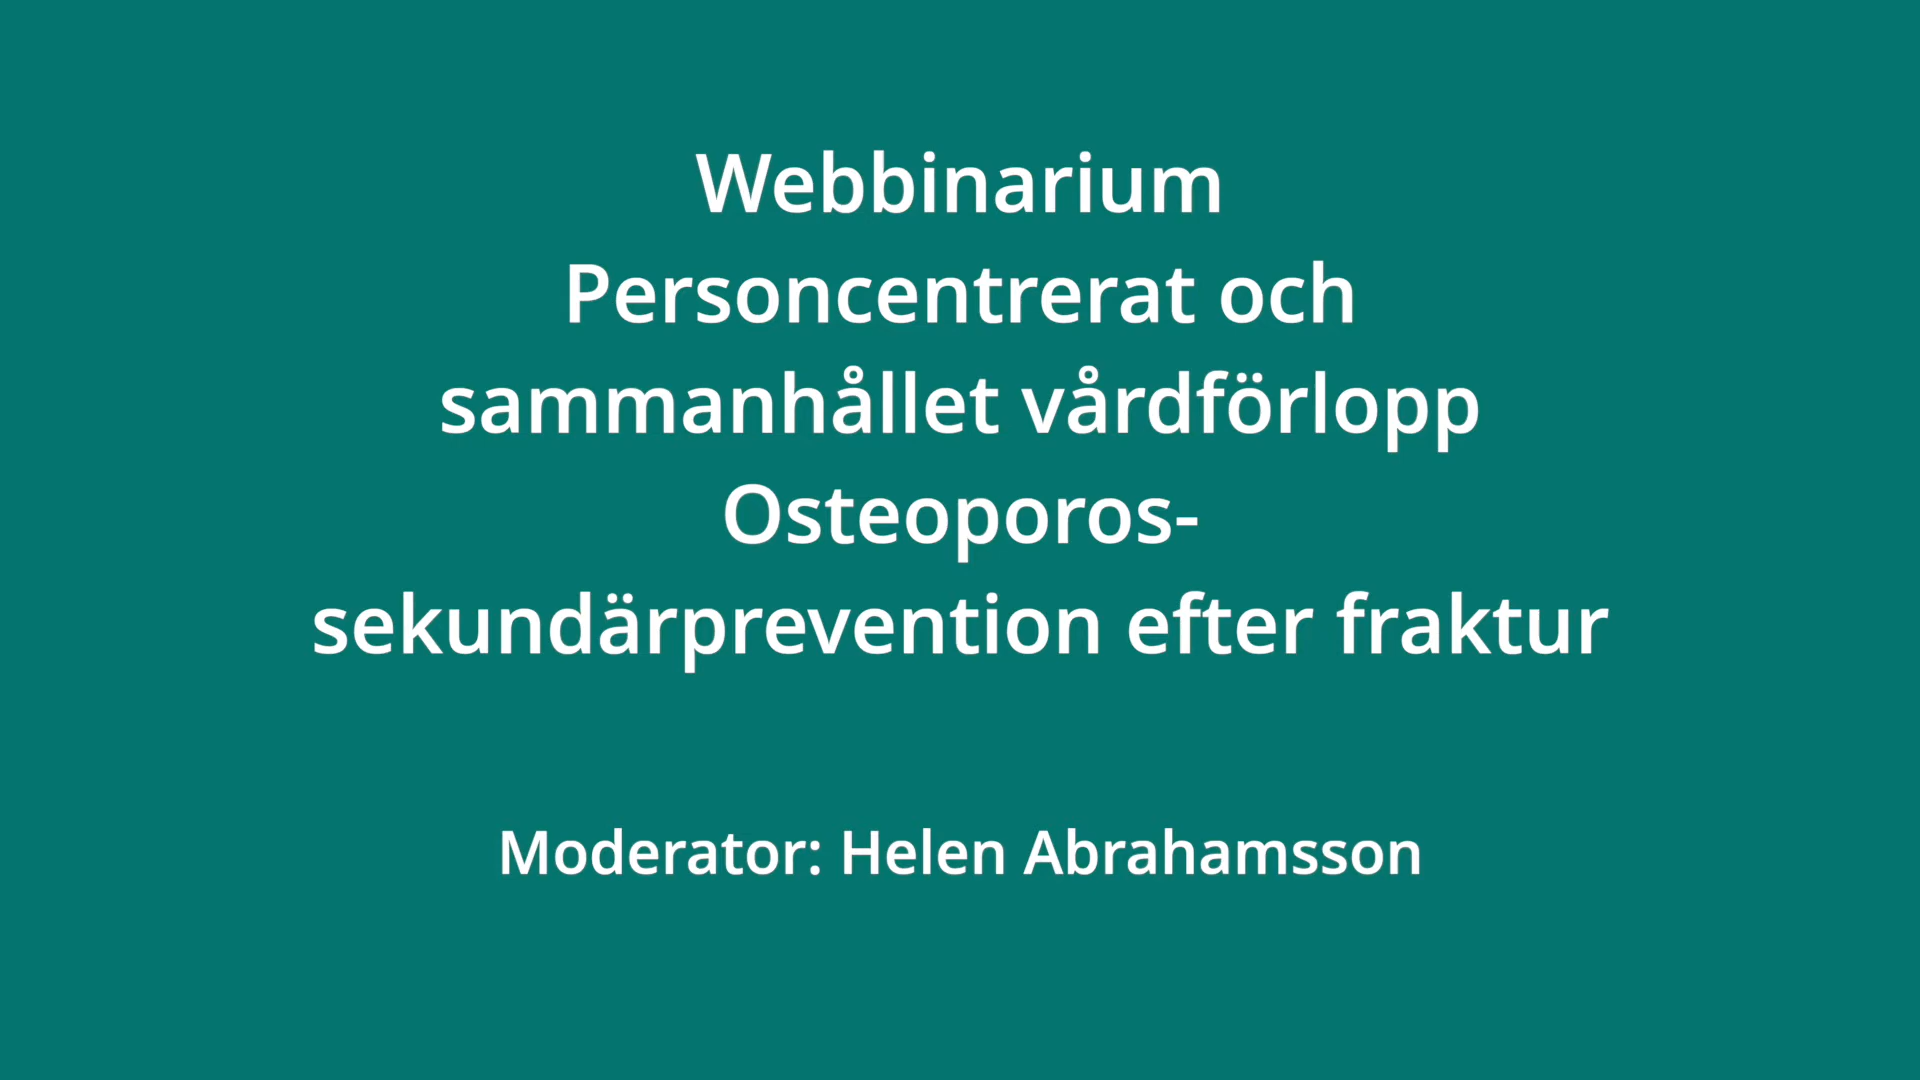 Webbinarium
Personcentrerat och
sammanhållet vårdförlopp
Osteoporos-
sekundärprevention efter fraktur
Moderator: Helen Abrahamsson